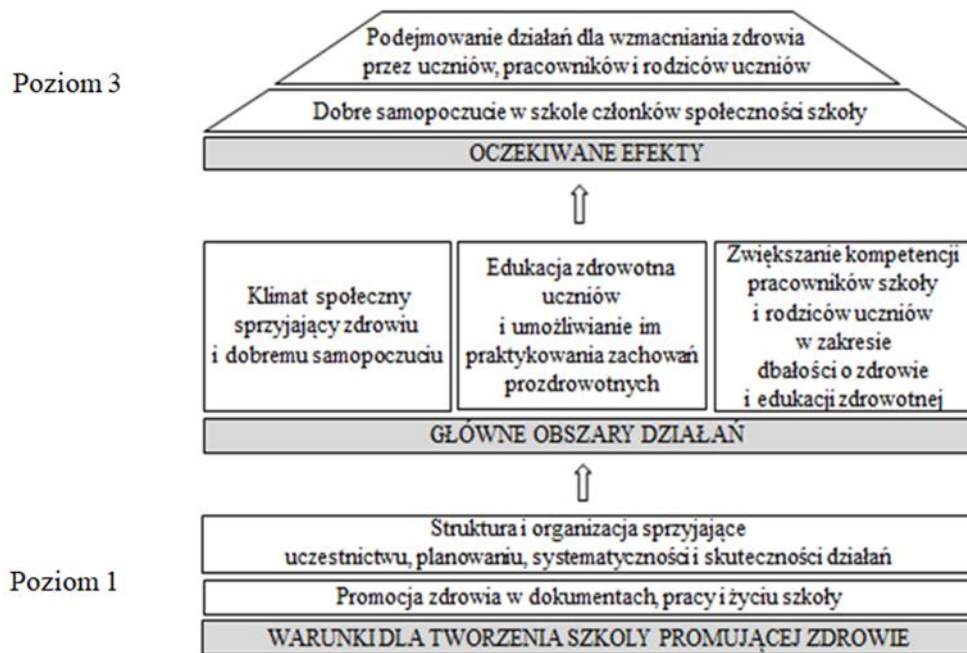 Poziom 3
Podejmowanie działań dla wzmacniania zdrowia
przez uczniów, pracowników i rodziców uczniów
Dobre samopoczucie w szkole członków społeczności szkoły
OCZEKIWANE EFEKTY
Klimat społeczny
sprzyjający zdrowiu
i dobremu samopoczuciu
Edukacja zdrowotna
uczniów
i umożliwianie im
praktykowania zachowań
prozdrowotnych
Zwiększanie kompetencji
pracowników szkoły
i rodziców uczniów
w zakresie
dbałości o zdrowie
i edukacji zdrowotnej
GŁÓWNE OBSZARY DZIAŁAŃ
Poziom 1
Struktura i organizacja sprzyjające
uczestnictwu, planowaniu, systematyczności i skuteczności działań
Promocja zdrowia w dokumentach, pracy i życiu szkoły
WARUNKI DLA TWORZENIA SZKOLY PROMUJĄCEJ ZDROWIE